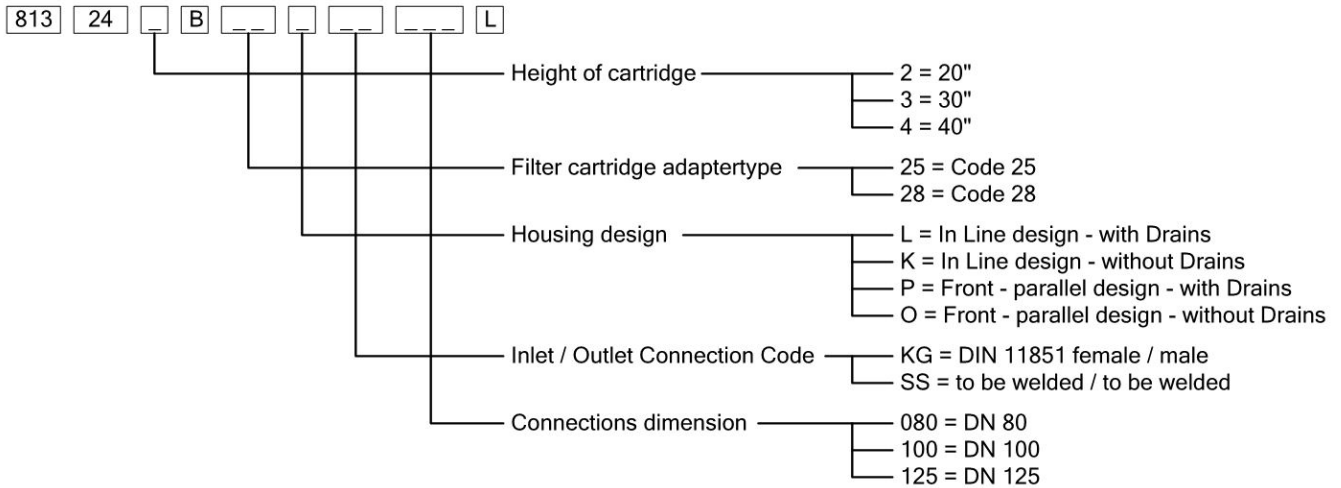 813 24 _ B _ _ _ _ _ _ _ _ L
Height of cartridge
2 = 20"
3 = 30"
4 = 40"
Filter cartridge adaptertype
25 = Code 25
28 = Code 28
Housing design
L = In Line design - with Drains
K = In Line design - without Drains
P = Front - parallel design - with Drains
O = Front - parallel design - without Drains
Inlet / Outlet Connection Code
KG = DIN 11851 female / male
SS = to be welded / to be welded
Connections dimension
080 = DN 80
100 = DN 100
125 = DN 125